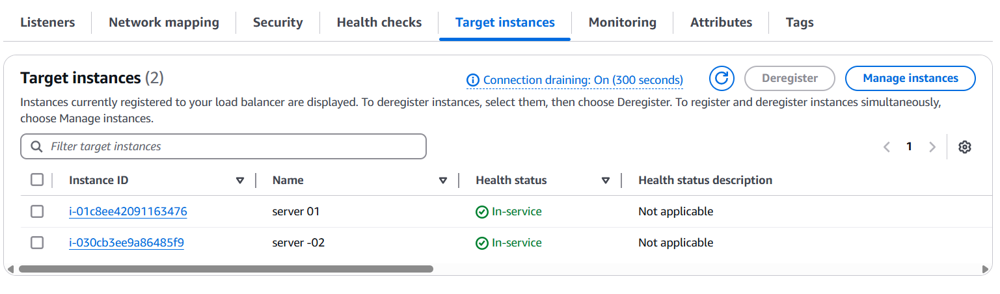 Listeners Network mapping Security Health checks Target instances Monitoring Attributes Tags
Target instances (2) Connection draining: On (300 seconds) Deregister Manage instances
Instances currently registered to your load balancer are displayed. To deregister instances, select them, then choose Deregister. To register and deregister instances simultaneously,
choose Manage instances.
Filter target instances 1
Instance ID Name Health status Health status description
i-01c8ee42091163476 server 01 In-service Not applicable
i-030cb3ee9a86485f9 server -02 In-service Not applicable